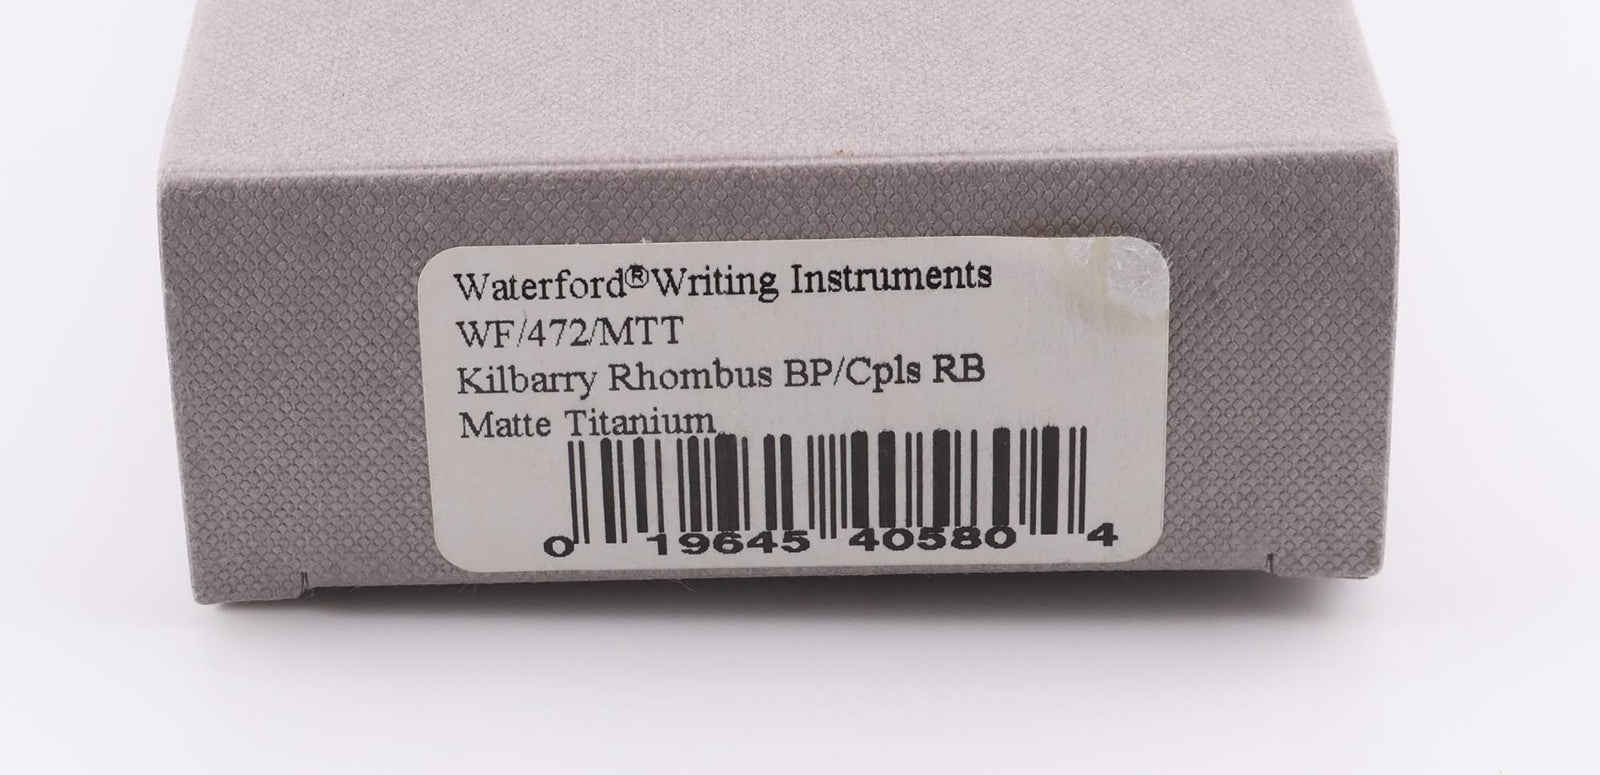 Waterford® Writing Instruments
WF/472/MTT
Kilbarry Rhombus BP/Cpls RB
Matte Titanium
0 19645 40580 4